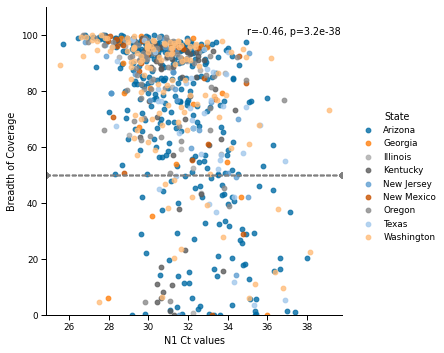 r=-0.46, p=3.2e-38
100
80
60
40
20
0
Breadth of Coverage
26
28
30
32
34
36
38
N1 Ct values
State
Arizona
Georgia
Illinois
Kentucky
New Jersey
New Mexico
Oregon
Texas
Washington